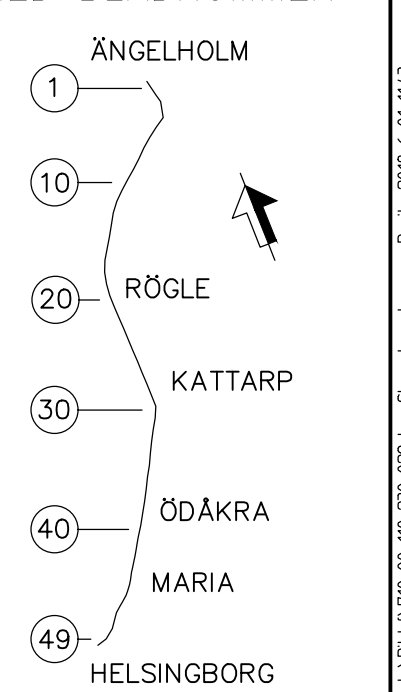 ÄNGELHOLM
1
10
20
RÖGLE
KATTARP
30
40
ÖDÅKRA
MARIA
49
HELSINGBORG